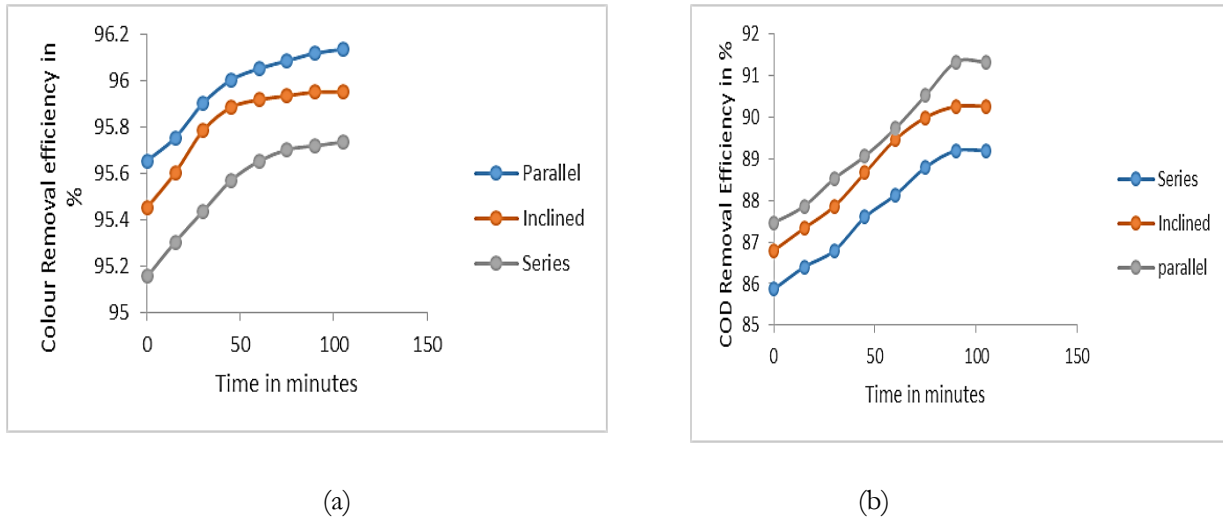 Colour Removal efficiency in
%
96.2
96
95.8
95.6
95.4
95.2
95
0
50
100
150
Time in minutes
Parallel
Inclined
Series
(a)
COD Removal Efficiency in %
92
91
90
89
88
87
86
85
0
50
100
150
Time in minutes
Series
Inclined
parallel
(b)